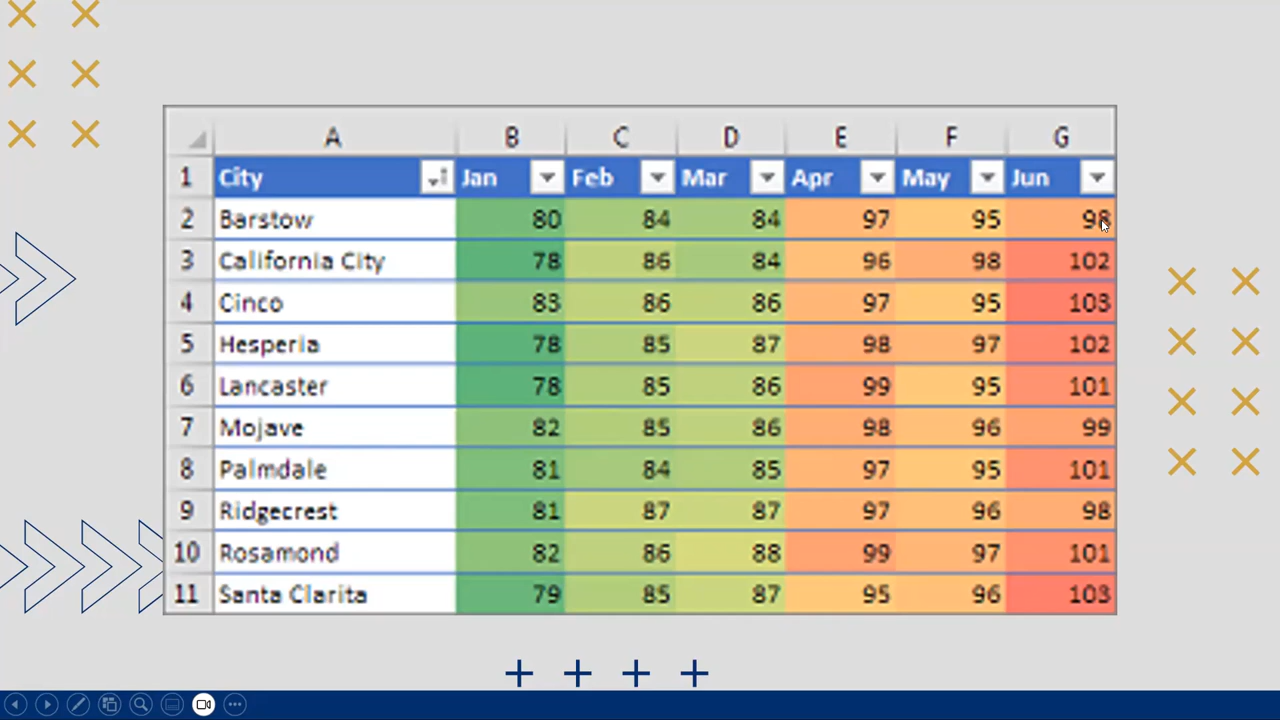 A B C D E F G
1 City Jan Feb Mar Apr May Jun
2 Barstow 80 84 84 97 95 98
3 California City 78 86 84 96 98 102
4 Cinco 83 86 86 97 95 103
5 Hesperia 78 85 87 98 97 102
6 Lancaster 78 85 86 99 95 101
7 Mojave 82 85 86 98 96 99
8 Palmdale 81 84 85 97 95 101
9 Ridgecrest 81 87 87 97 96 98
10 Rosamond 82 86 88 99 97 101
11 Santa Clarita 79 85 87 95 96 103